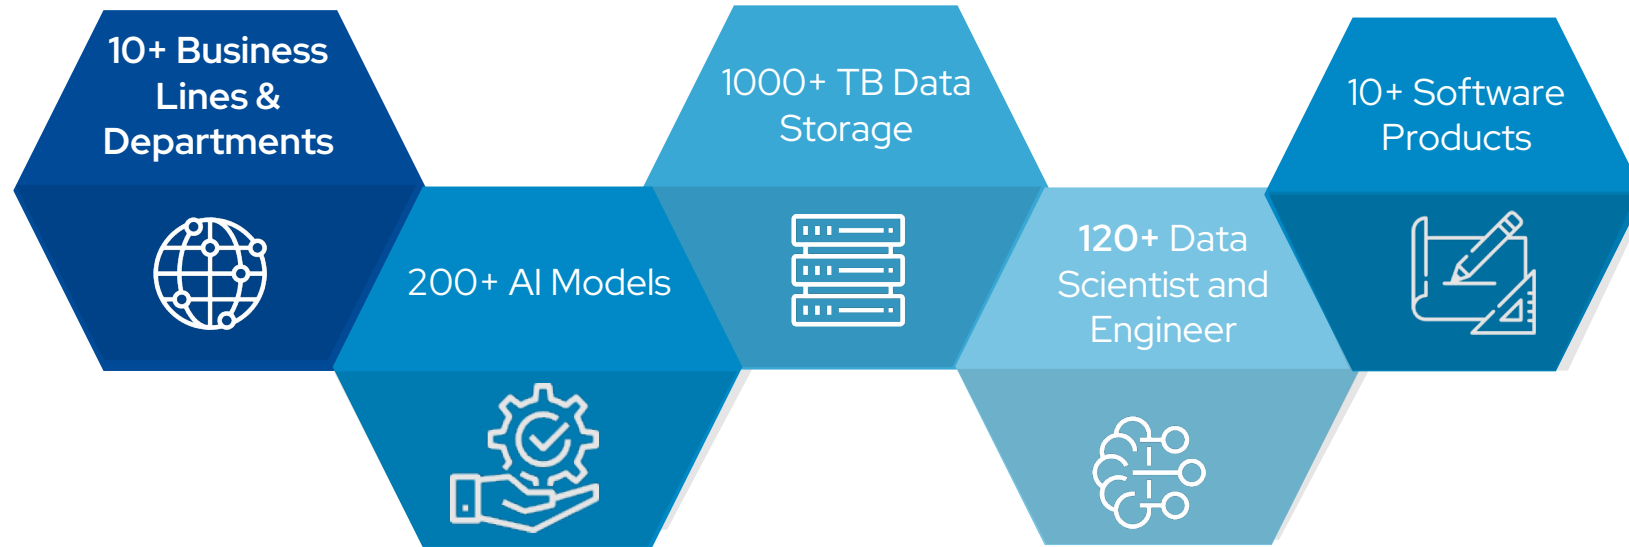 10+ Business
Lines &
Departments
200+ AI Models
1000+ TB Data
Storage
120+ Data
Scientist and
Engineer
10+ Software
Products